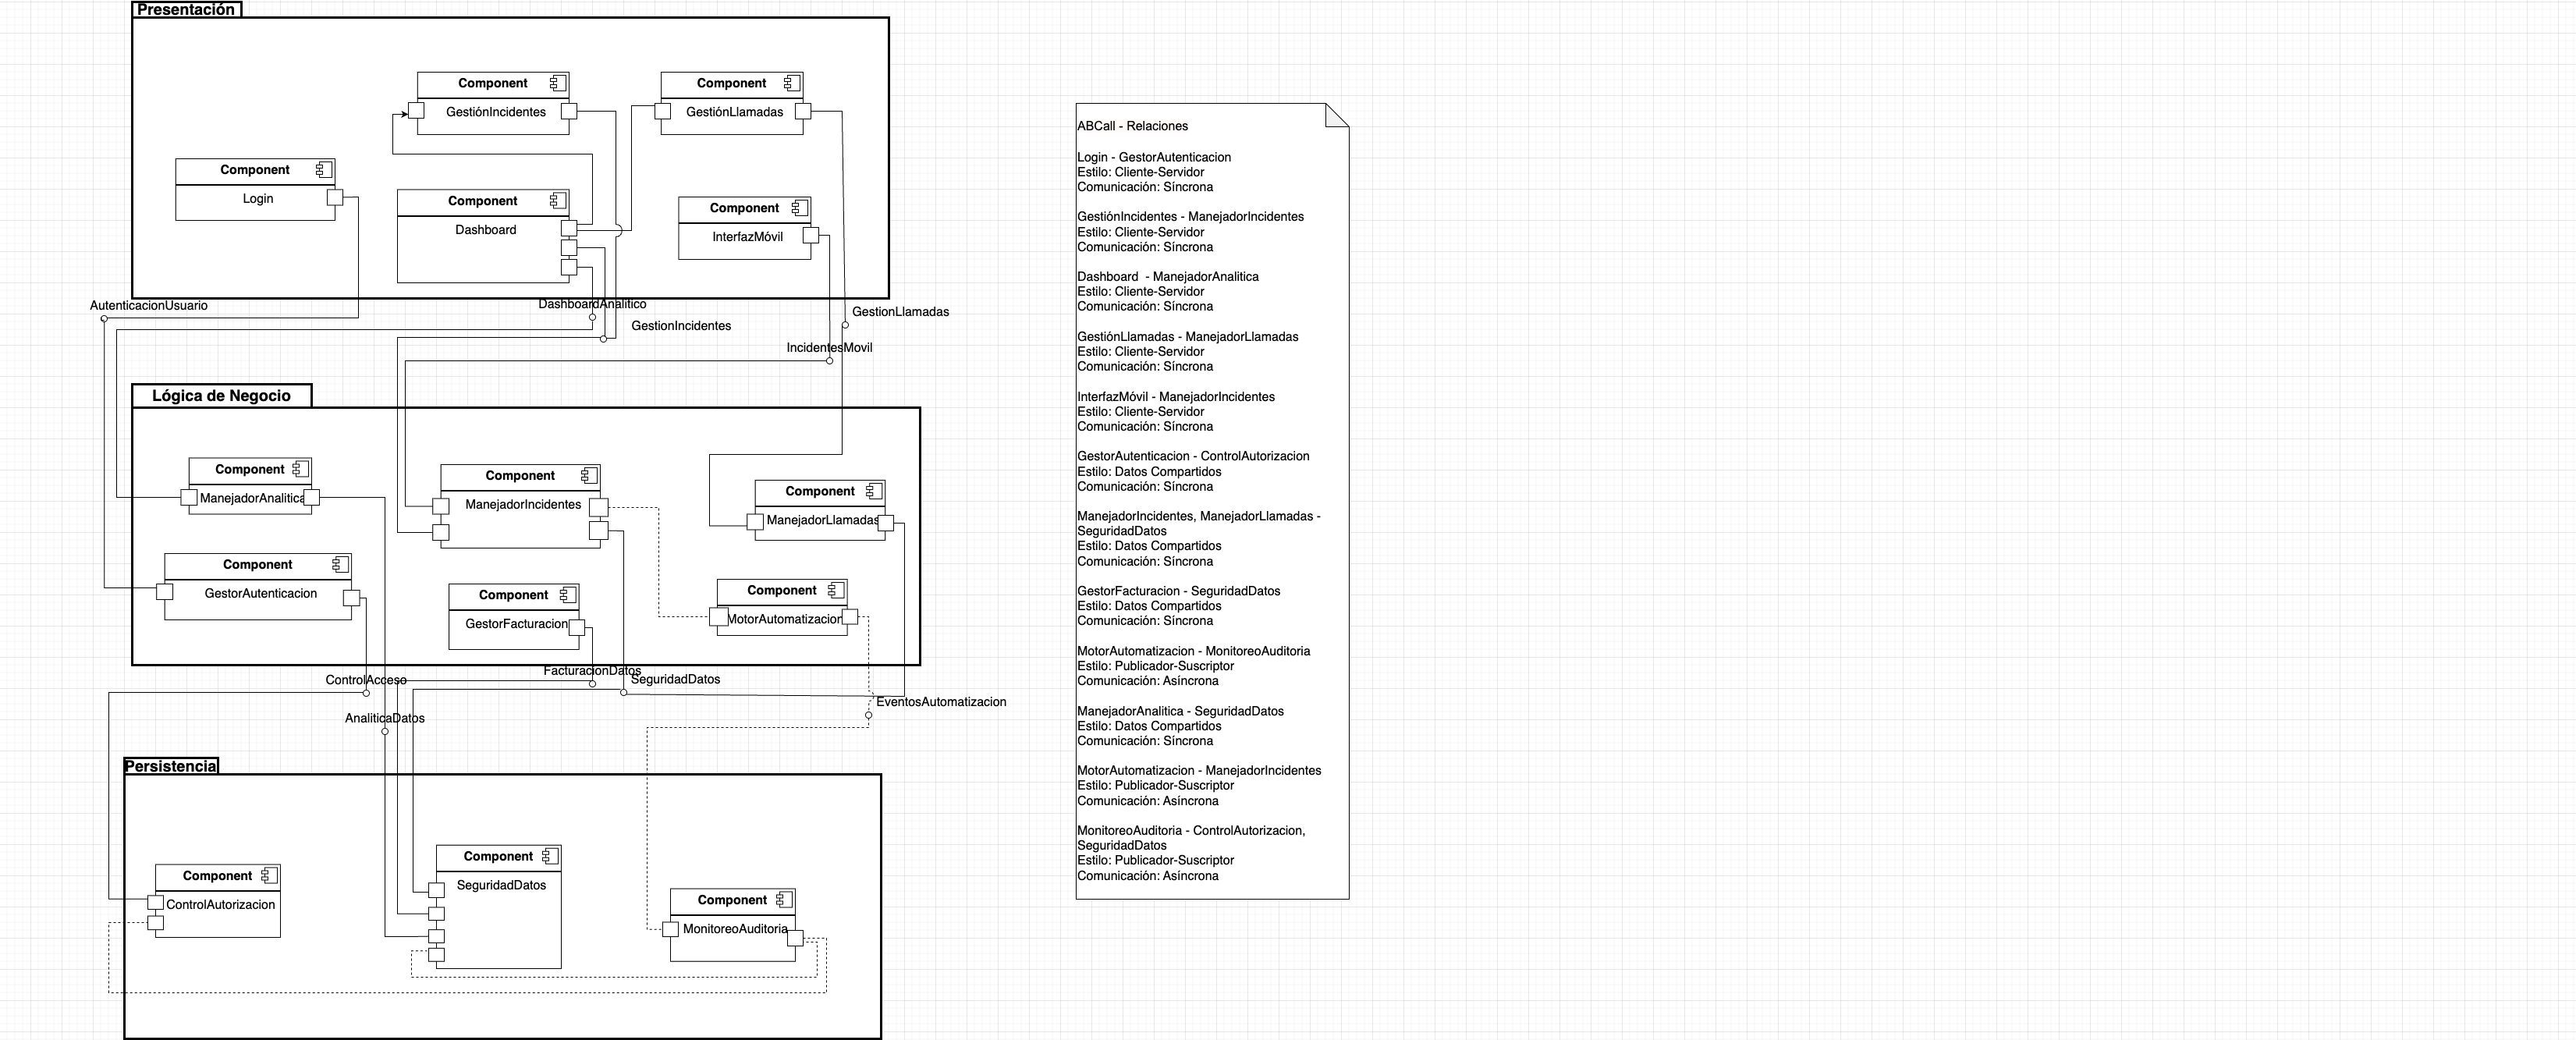 Presentación
Component
GestiónIncidentes
Component
GestiónLlamadas
Component
Login
Component
Dashboard
Component
InterfazMóvil
AutenticacionUsuario
DashboardAnalitico
GestionLlamadas
GestionIncidentes
IncidentesMovil
Lógica de Negocio
Component
ManejadorAnalitica
Component
ManejadorIncidentes
Component
ManejadorLlamadas
Component
GestorAutenticacion
Component
GestorFacturacion
Component
MotorAutomatizacion
FacturacionDatos
ControlAcceso
SeguridadDatos
EventosAutomatizacion
AnaliticaDatos
Persistencia
Component
ControlAutorizacion
Component
SeguridadDatos
Component
MonitoreoAuditoria
ABCall - Relaciones
Login - GestorAutenticacion
Estilo: Cliente-Servidor
Comunicación: Síncrona
GestiónIncidentes - ManejadorIncidentes
Estilo: Cliente-Servidor
Comunicación: Síncrona
Dashboard  - ManejadorAnalitica
Estilo: Cliente-Servidor
Comunicación: Síncrona
GestiónLlamadas - ManejadorLlamadas
Estilo: Cliente-Servidor
Comunicación: Síncrona
InterfazMóvil - ManejadorIncidentes
Estilo: Cliente-Servidor
Comunicación: Síncrona
GestorAutenticacion - ControlAutorizacion
Estilo: Datos Compartidos
Comunicación: Síncrona
ManejadorIncidentes, ManejadorLlamadas -
SeguridadDatos
Estilo: Datos Compartidos
Comunicación: Síncrona
GestorFacturacion - SeguridadDatos
Estilo: Datos Compartidos
Comunicación: Síncrona
MotorAutomatizacion - MonitoreoAuditoria
Estilo: Publicador-Suscriptor
Comunicación: Asíncrona
ManejadorAnalitica - SeguridadDatos
Estilo: Datos Compartidos
Comunicación: Síncrona
MotorAutomatizacion - ManejadorIncidentes
Estilo: Publicador-Suscriptor
Comunicación: Asíncrona
MonitoreoAuditoria - ControlAutorizacion,
SeguridadDatos
Estilo: Publicador-Suscriptor
Comunicación: Asíncrona